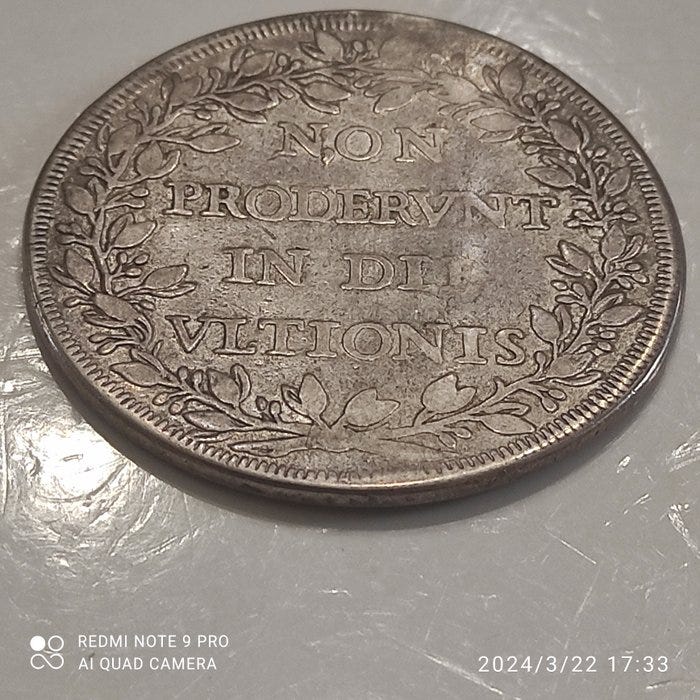 NON
PRODERVNT
IN DIE
VLTIONIS
REDMI NOTE 9 PRO
AI QUAD CAMERA
2024/3/22 17:33